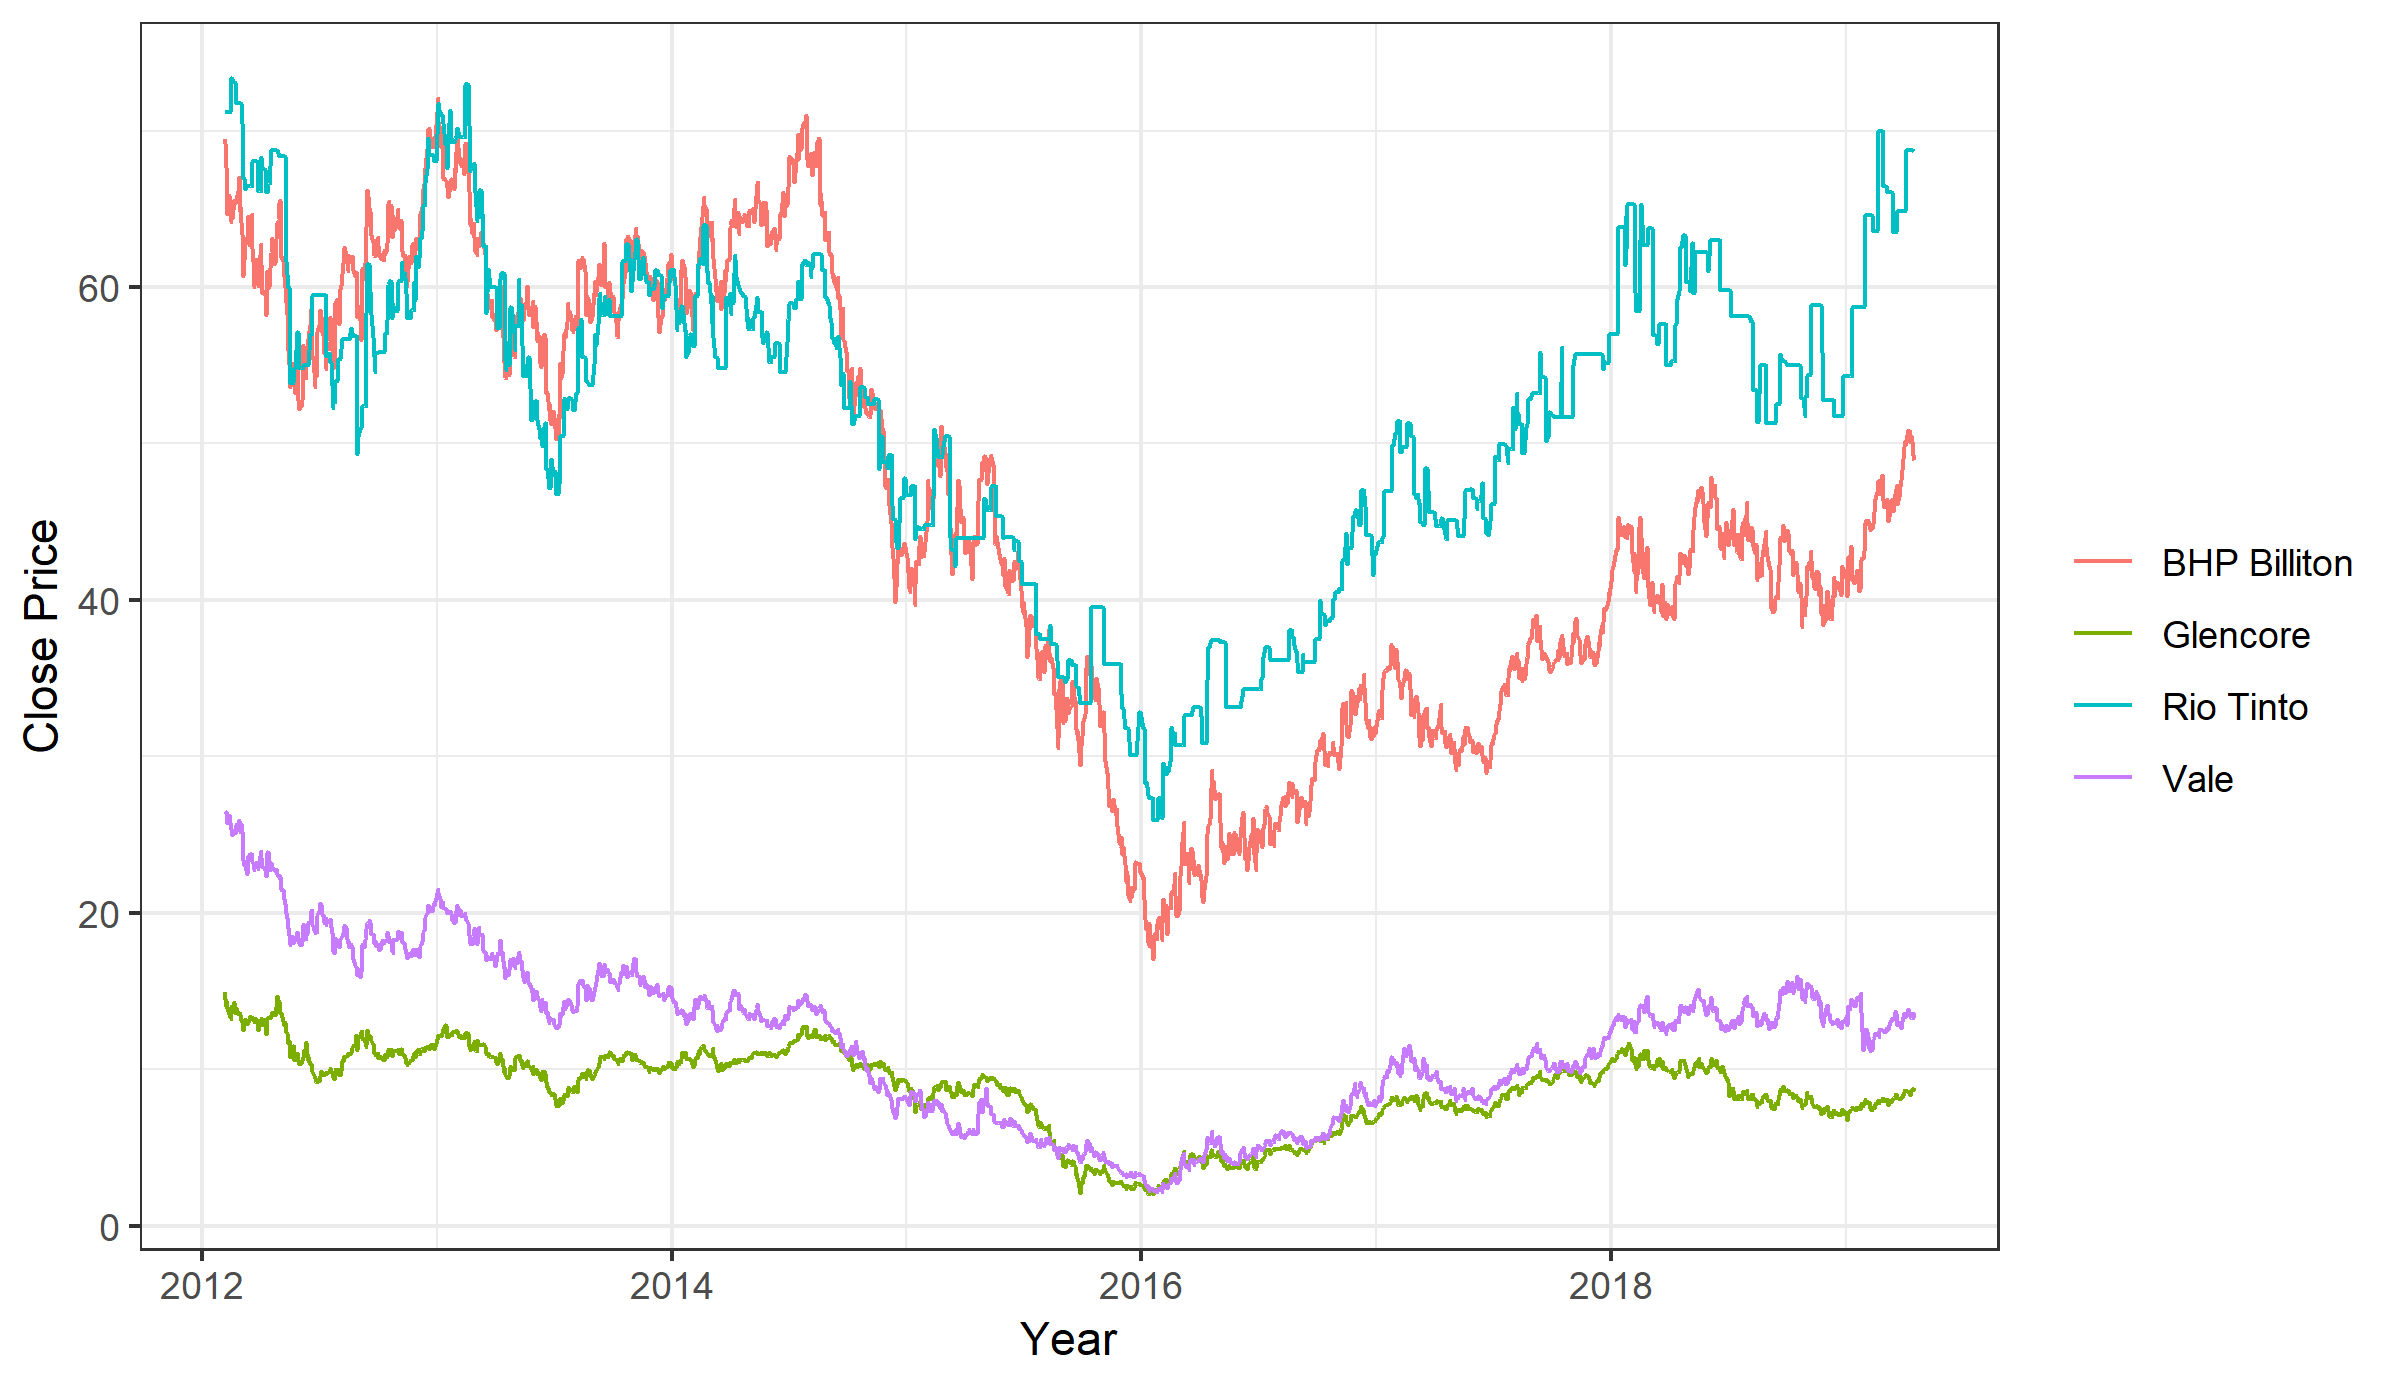 Close Price
60
40
20
0
2012 2014 2016 2018
Year
BHP Billiton
Glencore
Rio Tinto
Vale